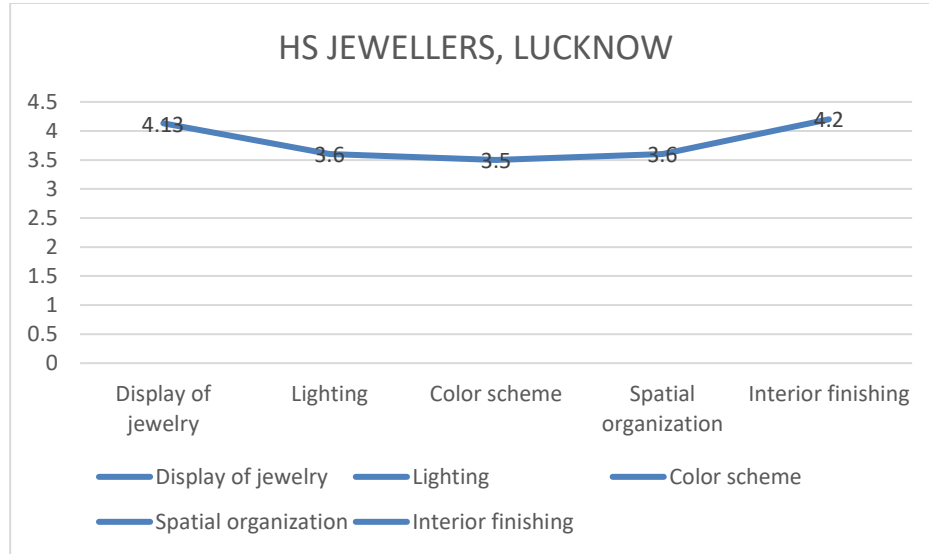 HS JEWELLERS, LUCKNOW
4.5
4
3.5
3
2.5
2
1.5
1
0.5
0
4.13
3.6
3.5
3.6
4.2
Display of
jewelry
Lighting
Color scheme
Spatial
organization
Interior finishing
Display of jewelry
Lighting
Color scheme
Spatial organization
Interior finishing